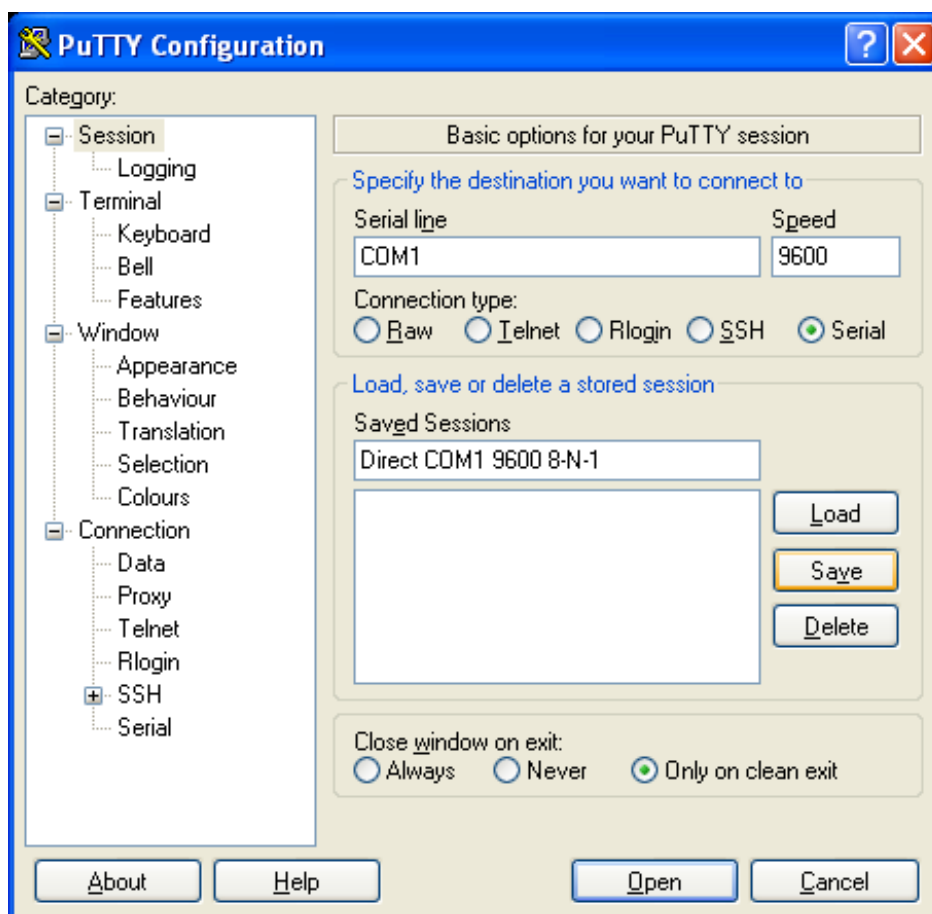 PuTTY Configuration
Category:
Session
Logging
Terminal
Keyboard
Bell
Features
Window
Appearance
Behaviour
Translation
Selection
Colours
Connection
Data
Proxy
Telnet
Rlogin
SSH
Serial
Basic options for your PuTTY session
Specify the destination you want to connect to
Serial line Speed
COM1 9600
Connection type:
Raw Telnet Rlogin SSH Serial
Load, save or delete a stored session
Saved Sessions
Direct COM1 9600 8-N-1
Load
Save
Delete
Close window on exit:
Always Never Only on clean exit
About Help Open Cancel